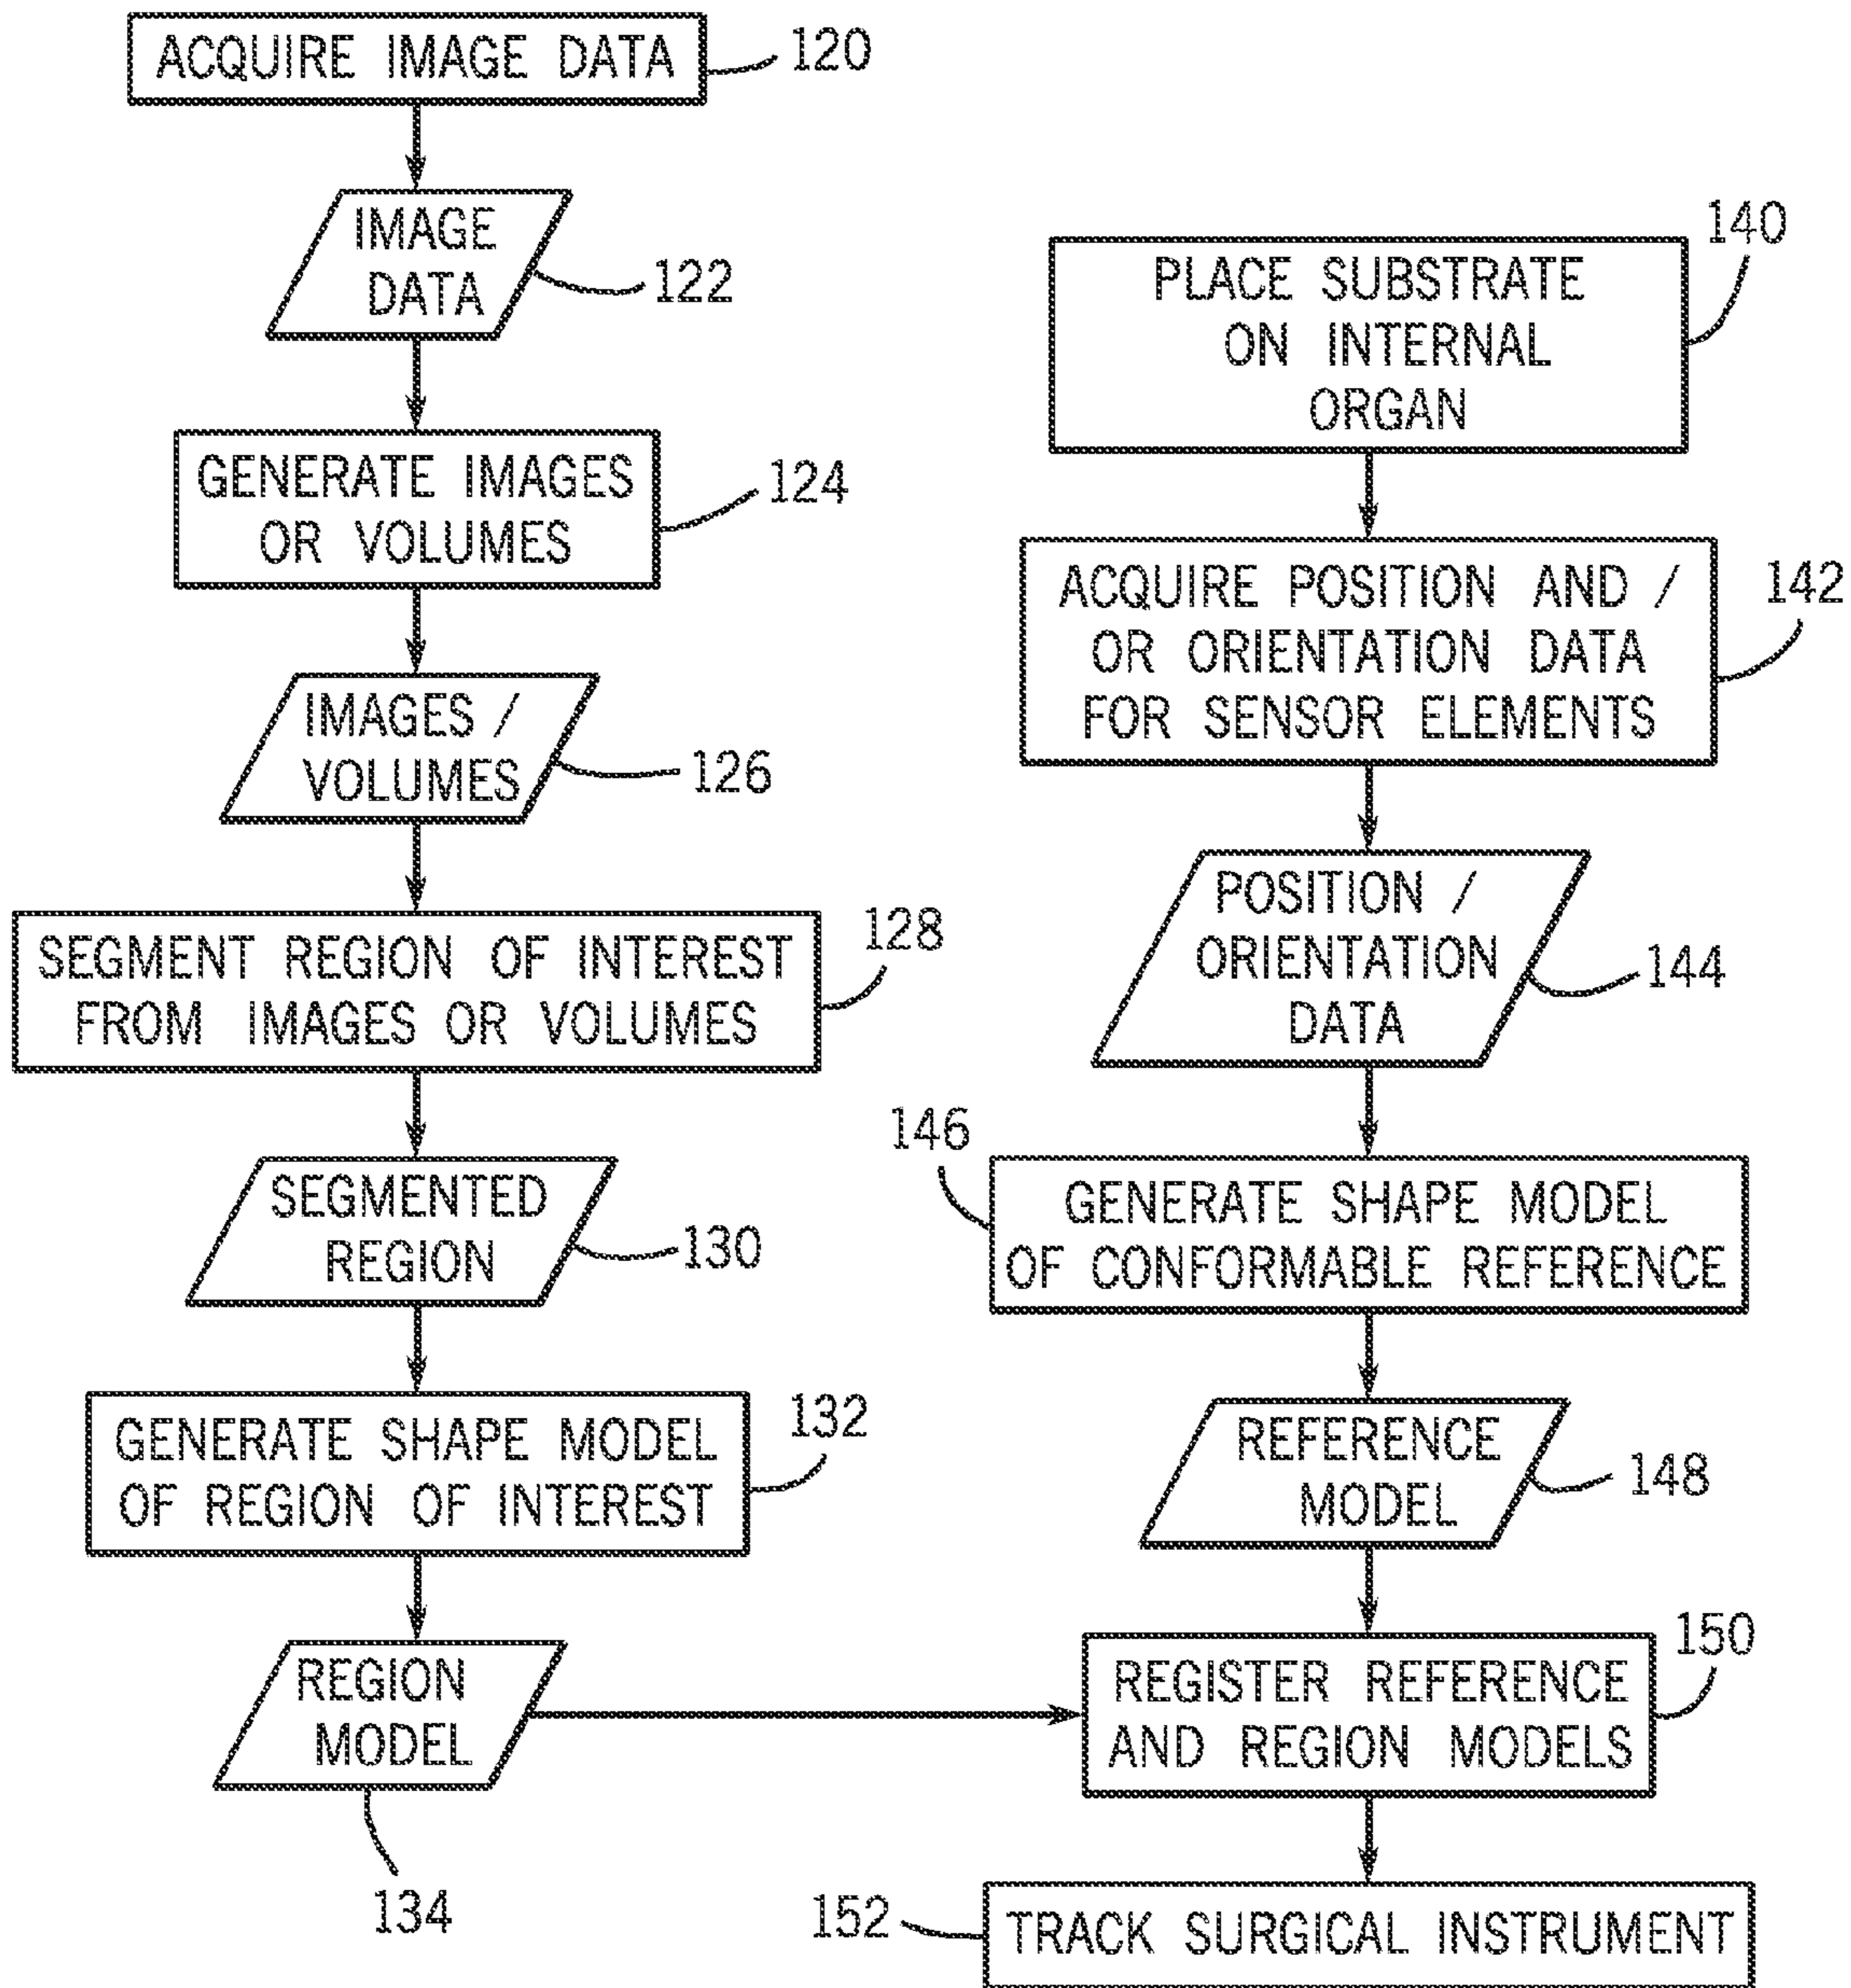 ACQUIRE IMAGE DATA
120
IMAGE
DATA
122
GENERATE IMAGES
OR VOLUMES
124
IMAGES /
VOLUMES
126
SEGMENT REGION OF INTEREST
FROM IMAGES OR VOLUMES
128
SEGMENTED
REGION
130
GENERATE SHAPE MODEL
OF REGION OF INTEREST
132
REGION
MODEL
134
140
PLACE SUBSTRATE
ON INTERNAL
ORGAN
ACQUIRE POSITION AND /
OR ORIENTATION DATA
FOR SENSOR ELEMENTS
142
POSITION /
ORIENTATION
DATA
144
146
GENERATE SHAPE MODEL
OF CONFORMABLE REFERENCE
REFERENCE
MODEL
148
150
REGISTER REFERENCE
AND REGION MODELS
152
TRACK SURGICAL INSTRUMENT